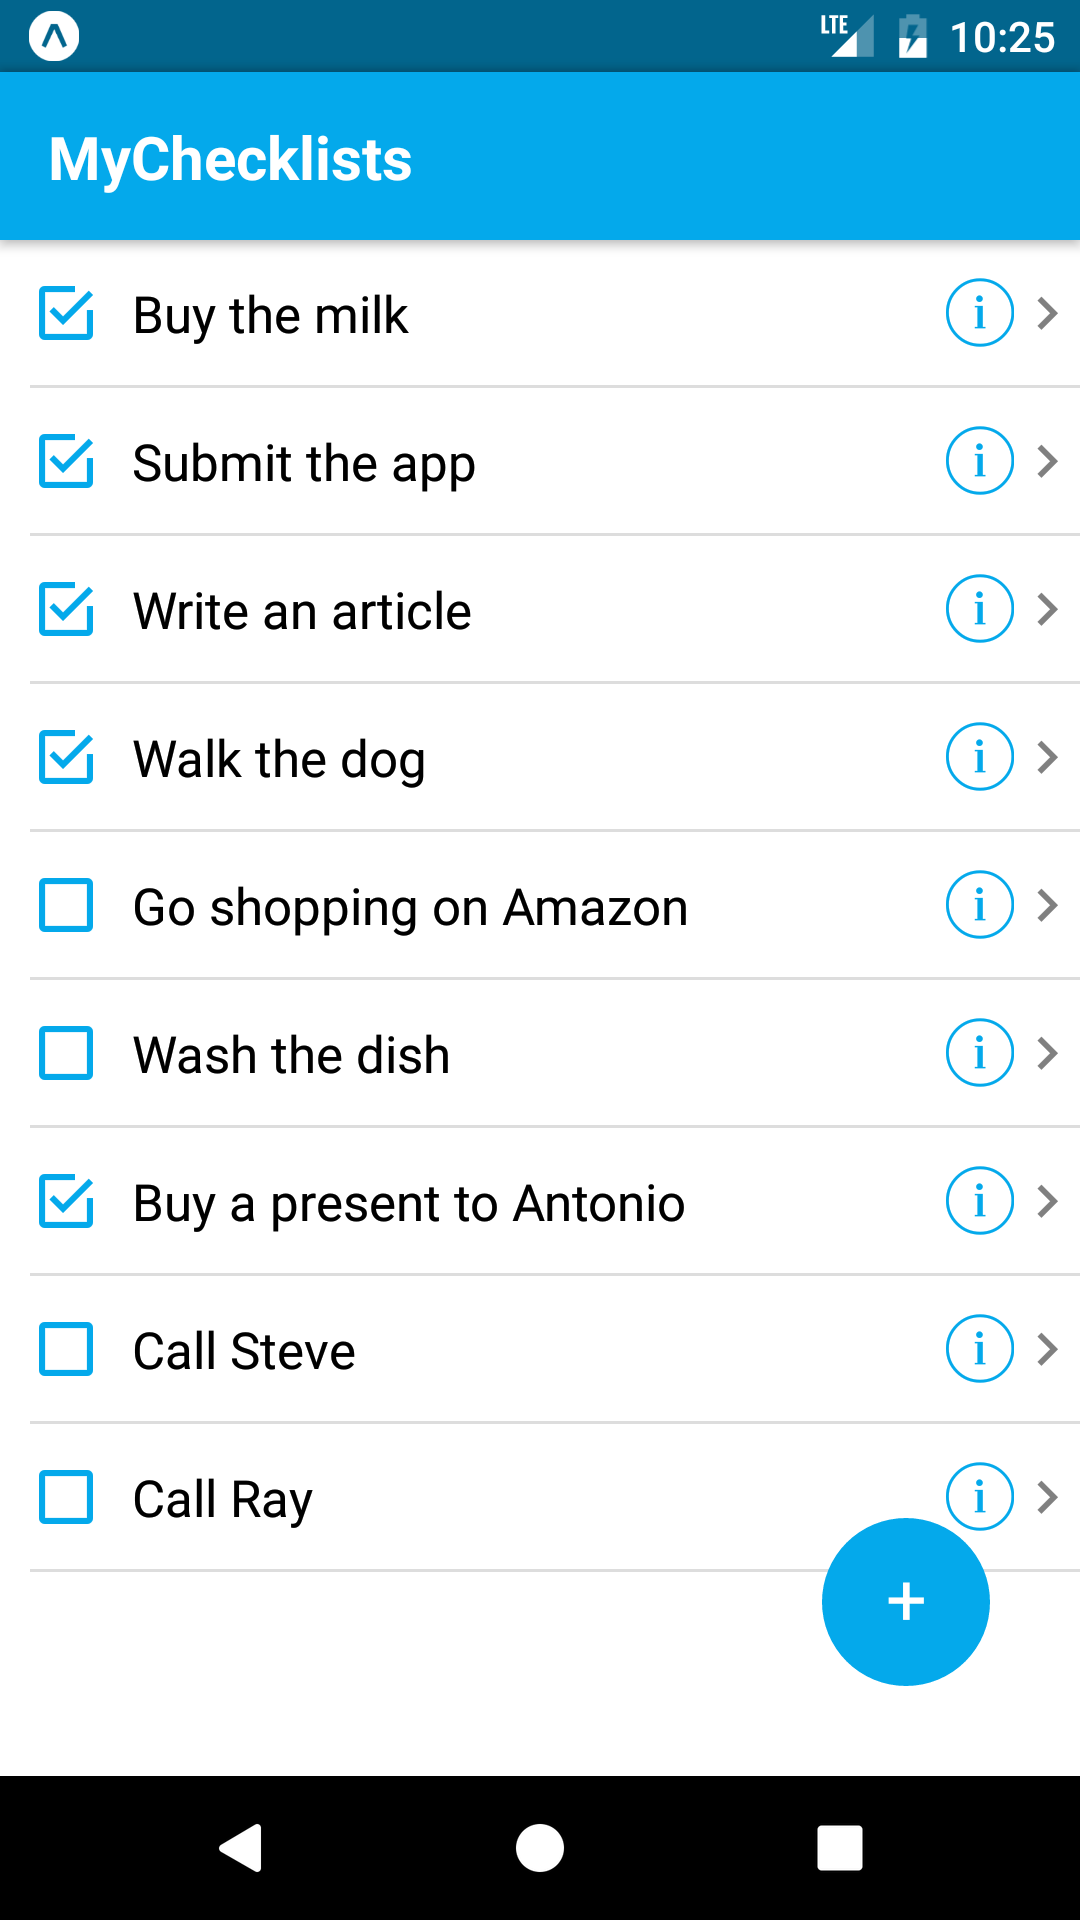 LTE 10:25
MyChecklists
Buy the milk
Submit the app
Write an article
Walk the dog
Go shopping on Amazon
Wash the dish
Buy a present to Antonio
Call Steve
Call Ray
+